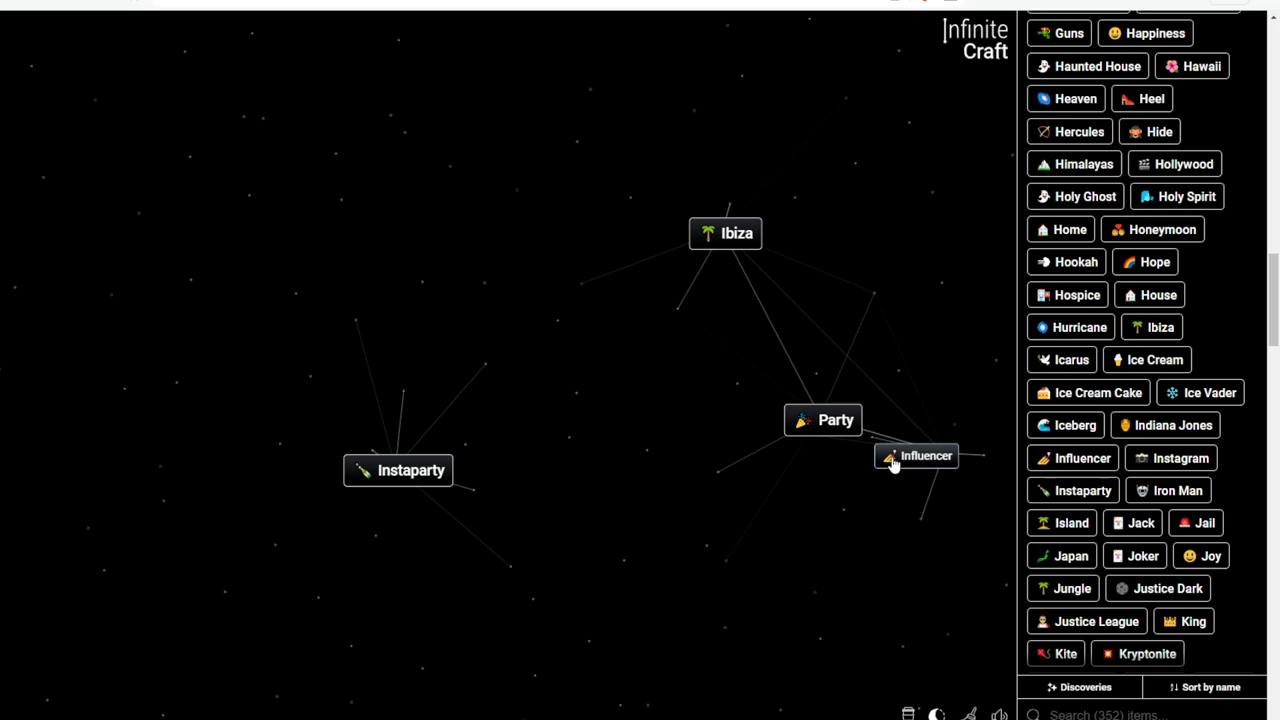 Infinite
Craft
Ibiza
Party
Influencer
Instaparty
Guns Happiness
Haunted House Hawaii
Heaven Heel
Hercules Hide
Himalayas Hollywood
Holy Ghost Holy Spirit
Home Honeymoon
Hookah Hope
Hospice House
Hurricane Ibiza
Icarus Ice Cream
Ice Cream Cake Ice Vader
Iceberg Indiana Jones
Influencer Instagram
Instaparty Iron Man
Island Jack Jail
Japan Joker Joy
Jungle Justice Dark
Justice League King
Kite Kryptonite
Discoveries Sort by name
Search (352) items...